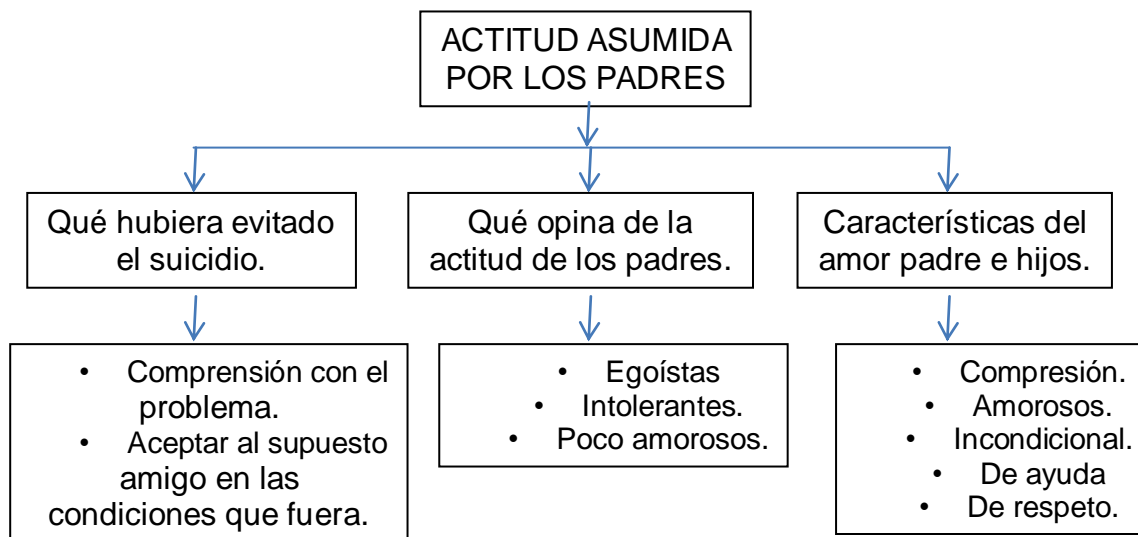 ACTITUD ASUMIDA
POR LOS PADRES
Qué hubiera evitado
el suicidio.
Qué opina de la
actitud de los padres.
Características del
amor padre e hijos.
• Comprensión con el
problema.
• Aceptar al supuesto
amigo en las
condiciones que fuera.
• Egoístas
• Intolerantes.
• Poco amorosos.
• Compresión.
• Amorosos.
• Incondicional.
• De ayuda
• De respeto.